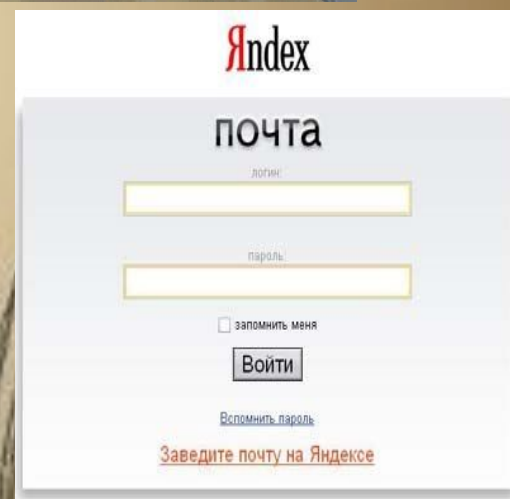 Яndex
почта
логин:
пароль:
запомнить меня
Войти
Вспомнить пароль
Заведите почту на Яндексе